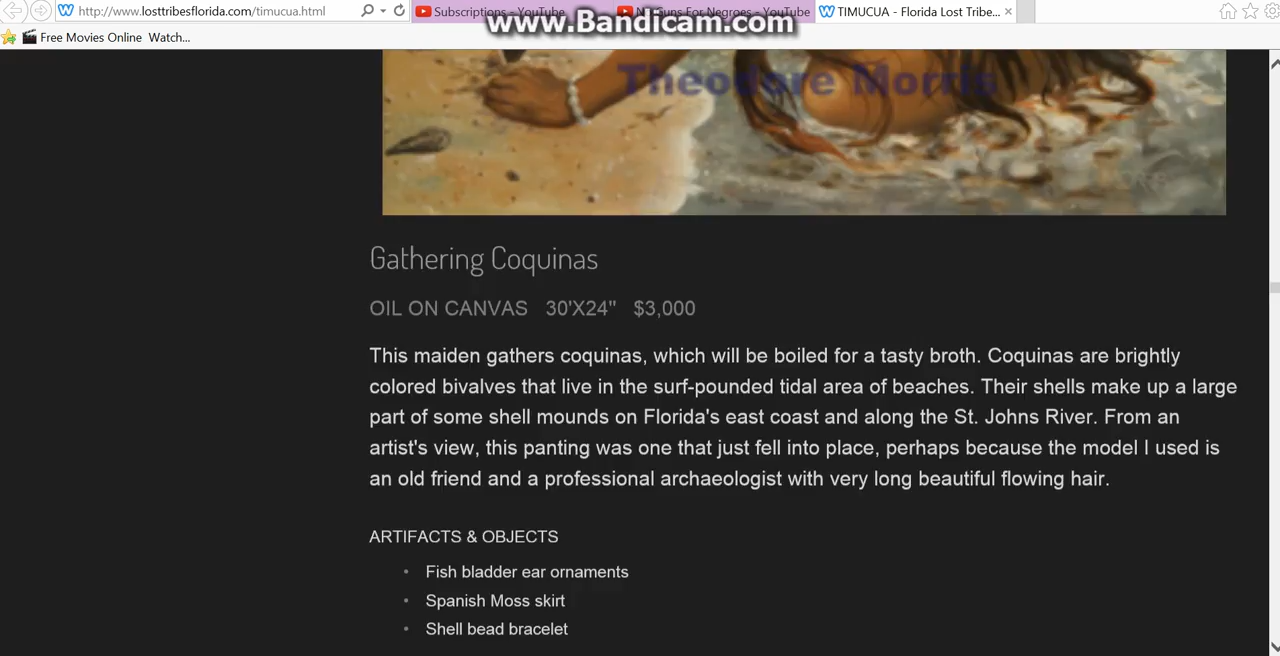 http://www.losttribesflorida.com/timucua.html
Subscriptions - YouTube
No Guns For Negroes - YouTube
TIMUCUA - Florida Lost Tribe...
www.Bandicam.com
Free Movies Online Watch...
Theodore Morris
Gathering Coquinas
OIL ON CANVAS 30'X24" $3,000
This maiden gathers coquinas, which will be boiled for a tasty broth. Coquinas are brightly
colored bivalves that live in the surf-pounded tidal area of beaches. Their shells make up a large
part of some shell mounds on Florida's east coast and along the St. Johns River. From an
artist's view, this panting was one that just fell into place, perhaps because the model I used is
an old friend and a professional archaeologist with very long beautiful flowing hair.
ARTIFACTS & OBJECTS
• Fish bladder ear ornaments
• Spanish Moss skirt
• Shell bead bracelet